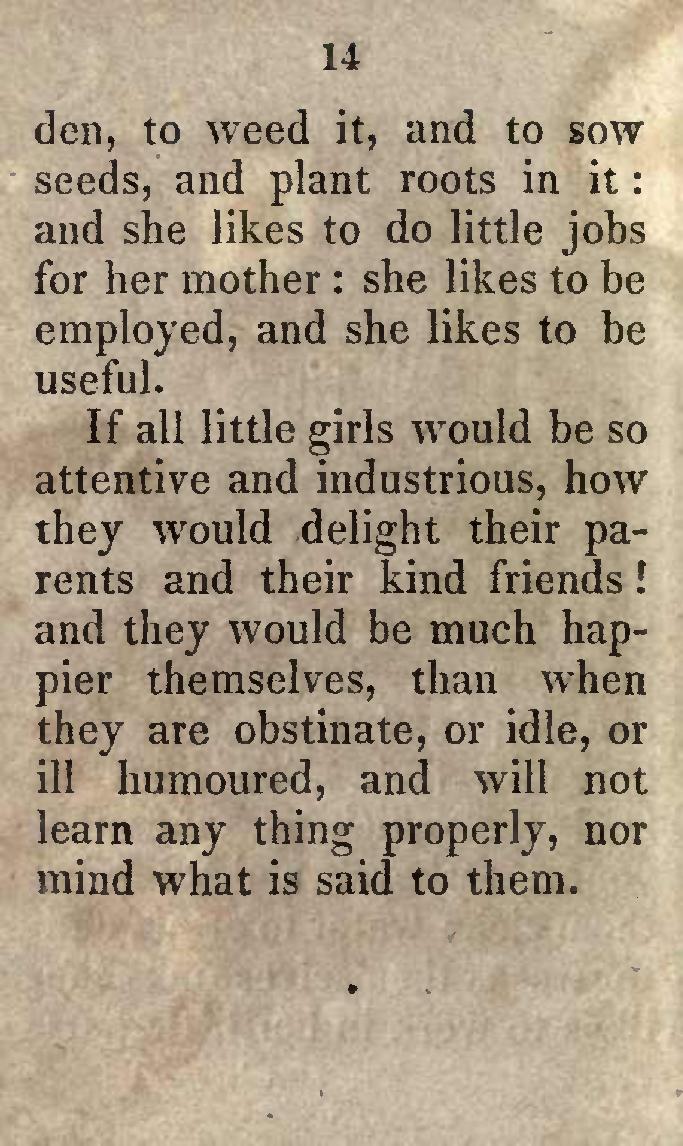 14
den, to weed it, and to sow
seeds, and plant roots in it :
and she likes to do little jobs
for her mother : she likes to be
employed, and she likes to be
useful.
If all little girls would be so
attentive and industrious, how
they would delight their pa-
rents and their kind friends !
and they would be much hap-
pier themselves, than when
they are obstinate, or idle, or
ill humoured, and will not
learn any thing properly, nor
mind what is said to them.